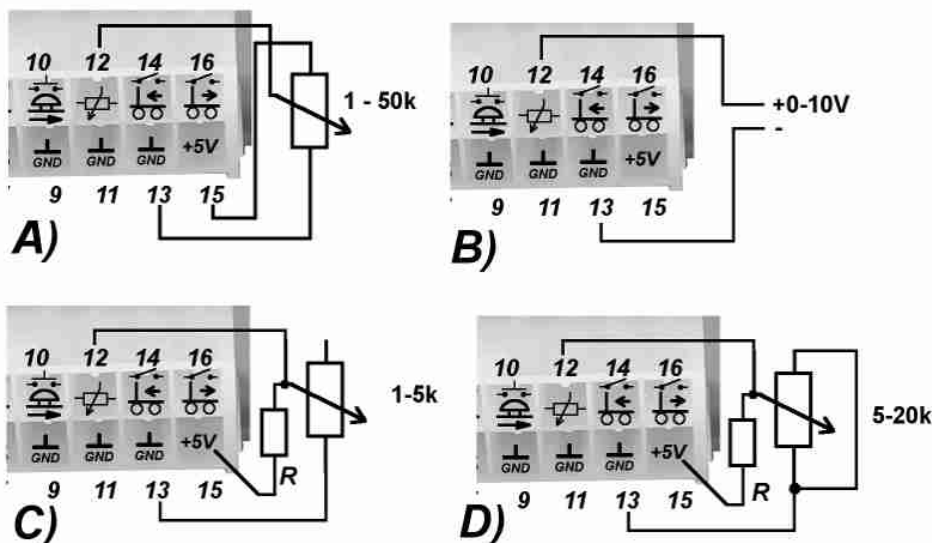 10 12 14 16
1 - 50k
GND GND GND +5V
9 11 13 15
A)
10 12 14 16
+0-10V
-
GND GND GND +5V
9 11 13 15
B)
10 12 14 16
1-5k
GND GND GND +5V
R
9 11 13 15
C)
10 12 14 16
5-20k
GND GND GND +5V
R
9 11 13 15
D)